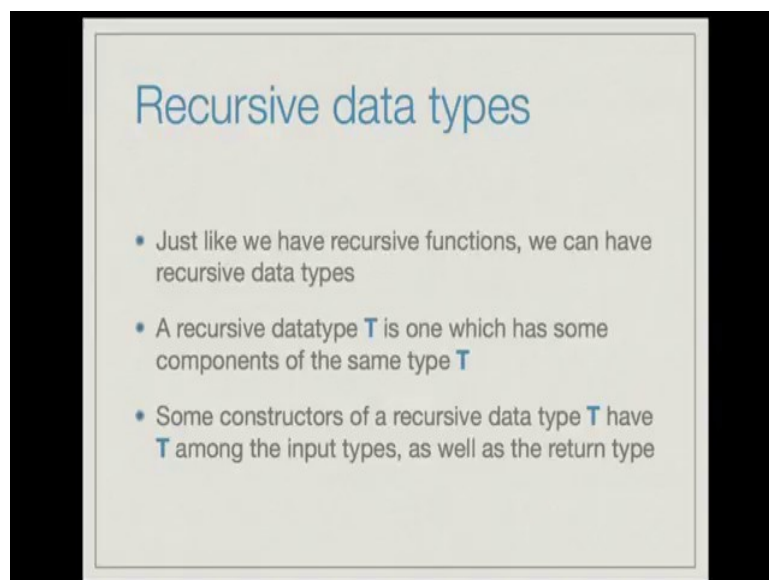 Recursive data types
• Just like we have recursive functions, we can have
recursive data types
• A recursive datatype T is one which has some
components of the same type T
• Some constructors of a recursive data type T have
T among the input types, as well as the return type